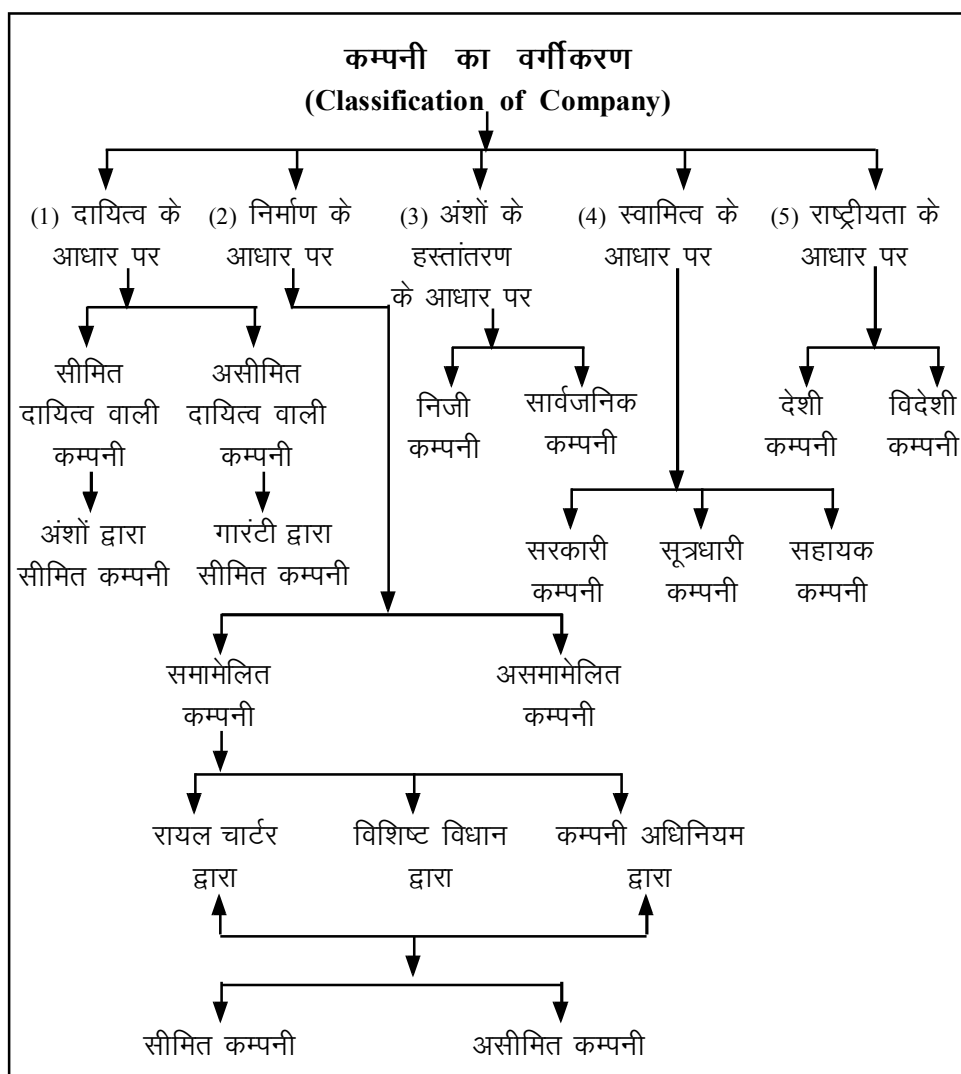 कम्पनी का वर्गीकरण
(Classification of Company)
(1) दायित्व के
आधार पर
(2) निर्माण के
आधार पर
(3) अंशों के
हस्तांतरण
के आधार पर
(4) स्वामित्व के
आधार पर
(5) राष्ट्रीयता के
आधार पर
सीमित
दायित्व वाली
कम्पनी
असीमित
दायित्व वाली
कम्पनी
निजी
कम्पनी
सार्वजनिक
कम्पनी
देशी
कम्पनी
विदेशी
कम्पनी
अंशों द्वारा
सीमित कम्पनी
गारंटी द्वारा
सीमित कम्पनी
सरकारी
कम्पनी
सूत्रधारी
कम्पनी
सहायक
कम्पनी
समामेलित
कम्पनी
असमामेलित
कम्पनी
रायल चार्टर
द्वारा
विशिष्ट विधान
द्वारा
कम्पनी अधिनियम
द्वारा
सीमित कम्पनी
असीमित कम्पनी